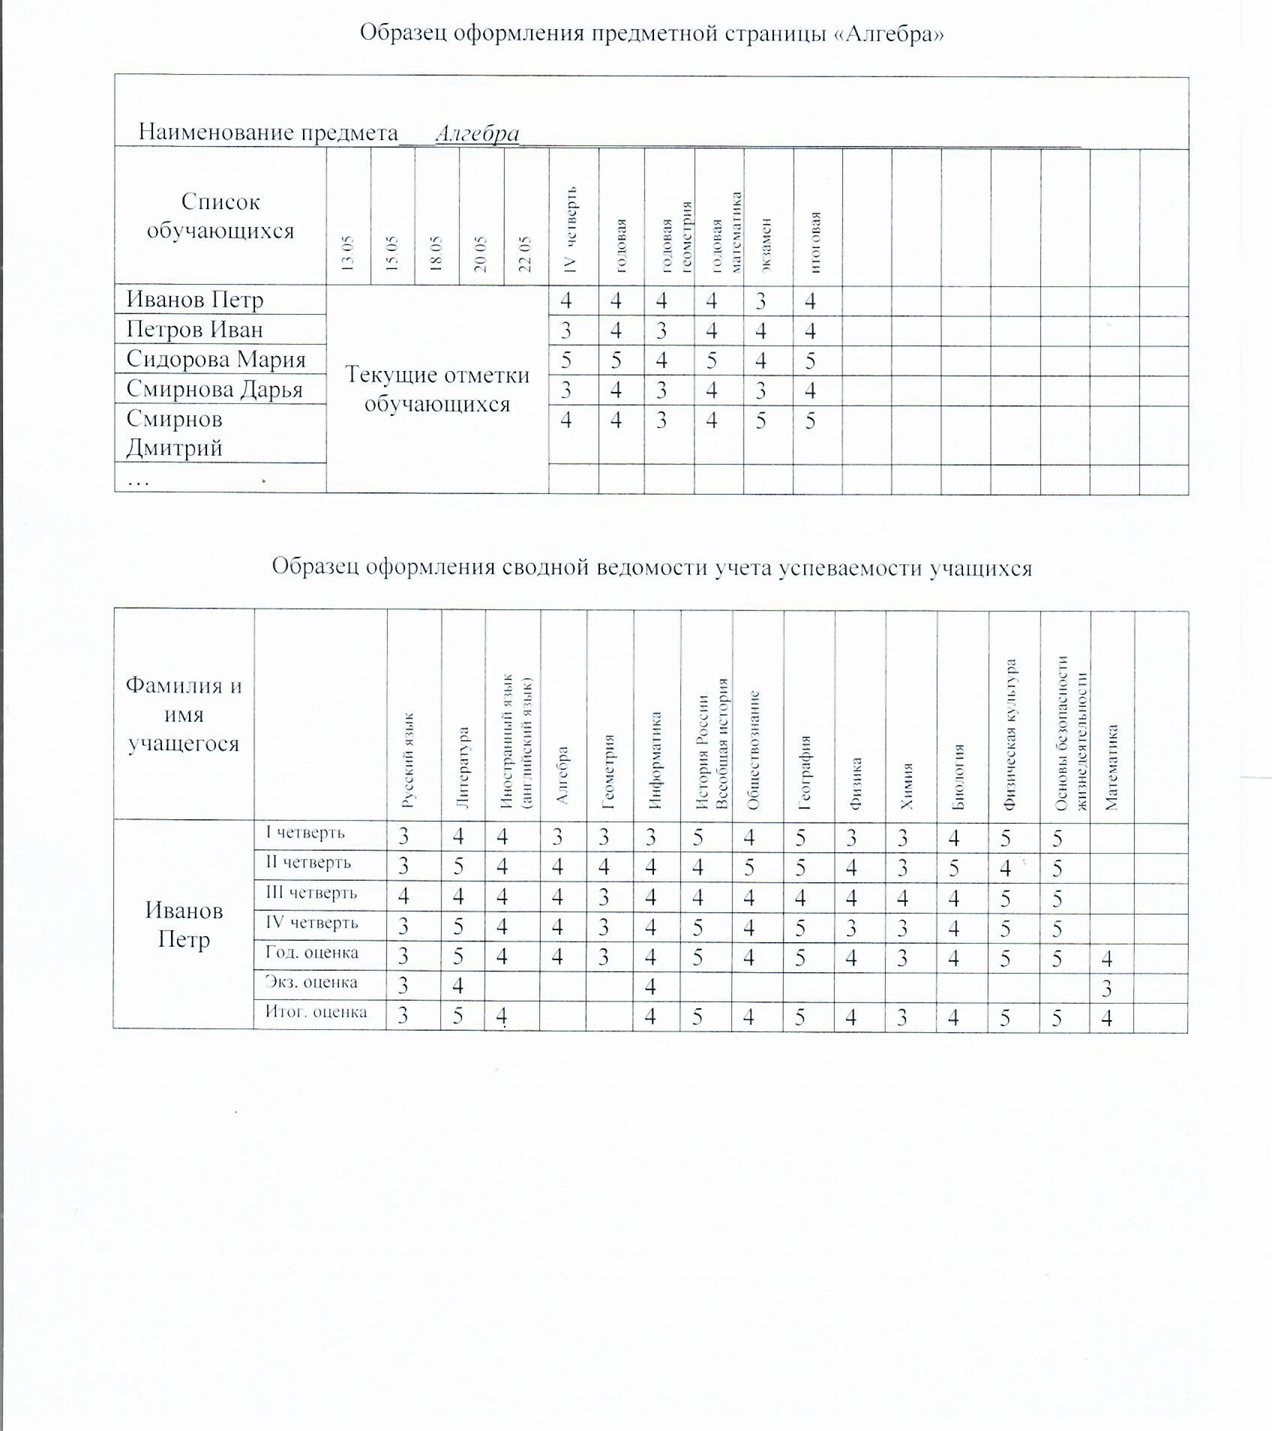 Образец оформления предметной страницы «Алгебра»
Наименование предмета Алгебра
Список обучающихся 13.05 15.05 18.05 20.05 22.05 IV четверть годовая годовая геометрия годовая математика экзамен итоговая
Иванов Петр 4 4 4 4 3 4
Петров Иван 3 4 3 4 4 4
Сидорова Мария 5 5 4 5 4 5
Смирнова Дарья 3 4 3 4 3 4
Смирнов Дмитрий 4 4 3 4 5 5
…
Текущие отметки
обучающихся
Образец оформления сводной ведомости учета успеваемости учащихся
Фамилия и имя учащегося Русский язык Литература Иностранный язык (английский язык) Алгебра Геометрия Информатика История России Всеобщая история Обществознание География Физика Химия Биология Физическая культура Основы безопасности жизнедеятельности Математика
Иванов Петр
I четверть 3 4 4 3 3 3 5 4 5 3 3 4 5 5
II четверть 3 5 4 4 4 4 4 5 5 4 3 5 4 5
III четверть 4 4 4 4 3 4 4 4 4 4 4 4 5 5
IV четверть 3 5 4 4 3 4 5 4 5 3 3 4 5 5
Год. оценка 3 5 4 4 3 4 5 4 5 4 3 4 5 5 4
Экз. оценка 3 4 4 3
Итог. оценка 3 5 4 4 5 4 5 4 3 4 5 5 4